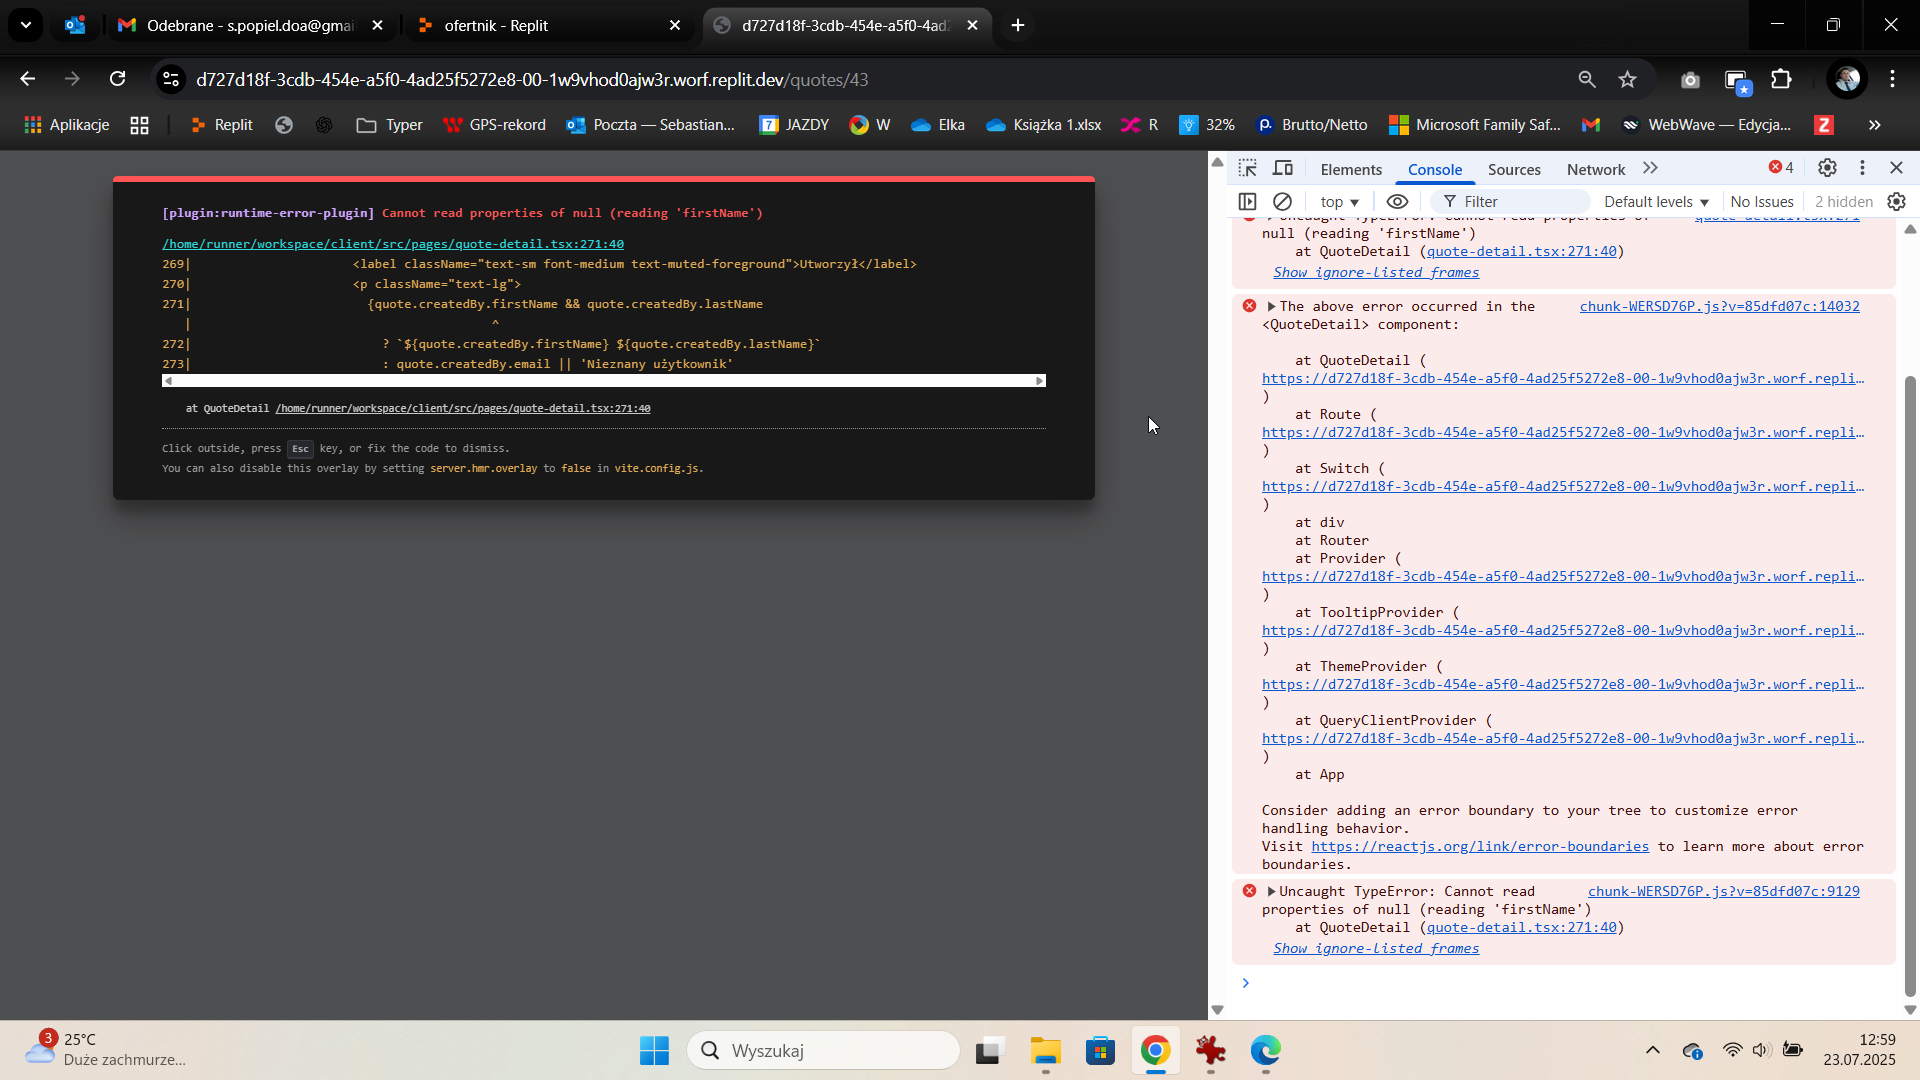 Odebrane - s.popiel.doa@gmai
ofertnik - Replit
d727d18f-3cdb-454e-a5f0-4ad2
d727d18f-3cdb-454e-a5f0-4ad25f5272e8-00-1w9vhod0ajw3r.worf.replit.dev/quotes/43
Aplikacje
Replit
Typer
GPS-rekord
Poczta — Sebastian...
7 JAZDY
W
Elka
Książka 1.xlsx
R
32%
p. Brutto/Netto
Microsoft Family Saf...
WebWave — Edycja...
Z
[plugin:runtime-error-plugin] Cannot read properties of null (reading 'firstName')
/home/runner/workspace/client/src/pages/quote-detail.tsx:271:40
269| <label className="text-sm font-medium text-muted-foreground">Utworzył</label>
270| <p className="text-lg">
271| {quote.createdBy.firstName && quote.createdBy.lastName
| ^
272| ? `${quote.createdBy.firstName} ${quote.createdBy.lastName}`
273| : quote.createdBy.email || 'Nieznany użytkownik'
at QuoteDetail /home/runner/workspace/client/src/pages/quote-detail.tsx:271:40
Click outside, press Esc key, or fix the code to dismiss.
You can also disable this overlay by setting server.hmr.overlay to false in vite.config.js.
Elements Console Sources Network 4
top Filter Default levels No Issues 2 hidden
Uncaught TypeError: Cannot read properties of quote-detail.tsx:271
null (reading 'firstName')
at QuoteDetail (quote-detail.tsx:271:40)
Show ignore-listed frames
The above error occurred in the chunk-WERSD76P.js?v=85dfd07c:14032
<QuoteDetail> component:
at QuoteDetail (
https://d727d18f-3cdb-454e-a5f0-4ad25f5272e8-00-1w9vhod0ajw3r.worf.repli…
)
at Route (
https://d727d18f-3cdb-454e-a5f0-4ad25f5272e8-00-1w9vhod0ajw3r.worf.repli…
)
at Switch (
https://d727d18f-3cdb-454e-a5f0-4ad25f5272e8-00-1w9vhod0ajw3r.worf.repli…
)
at div
at Router
at Provider (
https://d727d18f-3cdb-454e-a5f0-4ad25f5272e8-00-1w9vhod0ajw3r.worf.repli…
)
at TooltipProvider (
https://d727d18f-3cdb-454e-a5f0-4ad25f5272e8-00-1w9vhod0ajw3r.worf.repli…
)
at ThemeProvider (
https://d727d18f-3cdb-454e-a5f0-4ad25f5272e8-00-1w9vhod0ajw3r.worf.repli…
)
at QueryClientProvider (
https://d727d18f-3cdb-454e-a5f0-4ad25f5272e8-00-1w9vhod0ajw3r.worf.repli…
)
at App
Consider adding an error boundary to your tree to customize error
handling behavior.
Visit https://reactjs.org/link/error-boundaries to learn more about error
boundaries.
Uncaught TypeError: Cannot read chunk-WERSD76P.js?v=85dfd07c:9129
properties of null (reading 'firstName')
at QuoteDetail (quote-detail.tsx:271:40)
Show ignore-listed frames
3
25°C
Duże zachmurze...
Wyszukaj
12:59
23.07.2025